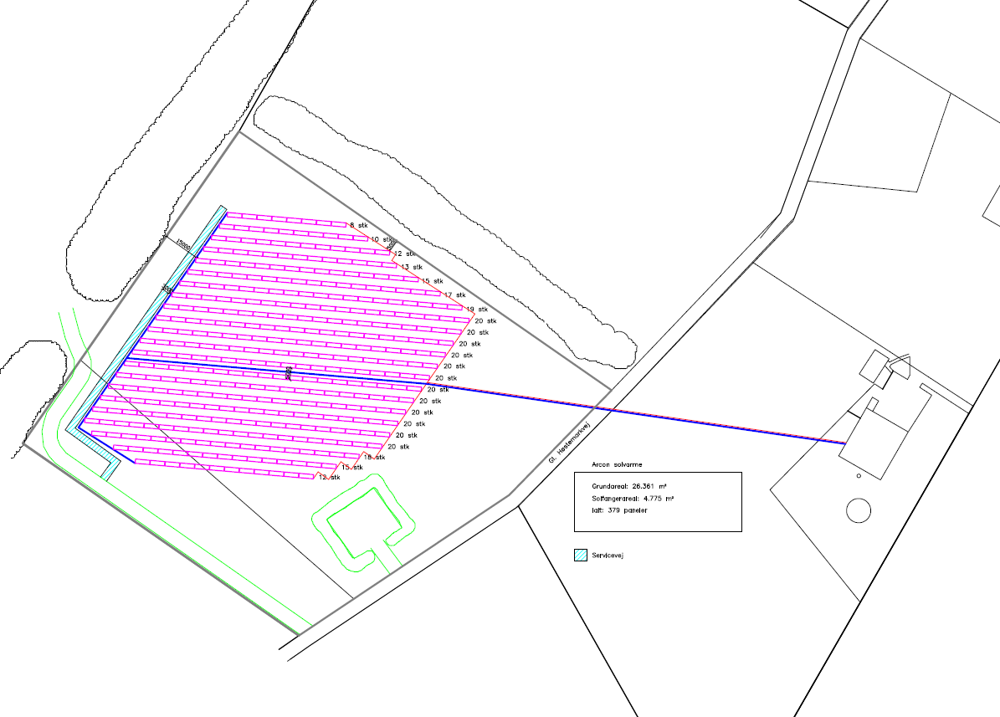 8 stk
10 stk
12 stk
13 stk
15 stk
17 stk
19 stk
20 stk
20 stk
20 stk
20 stk
20 stk
20 stk
20 stk
20 stk
20 stk
20 stk
20 stk
20 stk
18 stk
15 stk
12 stk
15000
Gl. Høstemarkvej
Arcon solvarme
Grundareal: 26.361 m²
Solfangerareal: 4.775 m²
Ialt: 379 paneler
Servicevej